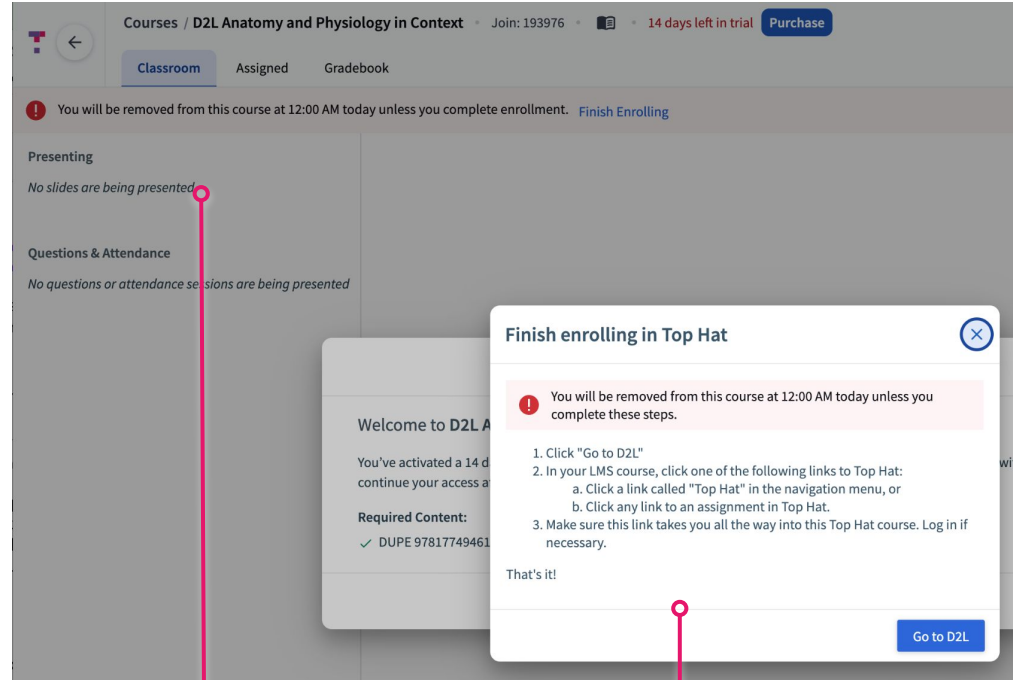 Courses / D2L Anatomy and Physiology in Context • Join: 193976 • • 14 days left in trial Purchase
Classroom Assigned Gradebook
You will be removed from this course at 12:00 AM today unless you complete enrollment. Finish Enrolling
Presenting
No slides are being presented
Questions & Attendance
No questions or attendance sessions are being presented
Welcome to D2L A
You've activated a 14 d
continue your access a
Required Content:
DUPE 97817749461
wi
Finish enrolling in Top Hat
You will be removed from this course at 12:00 AM today unless you
complete these steps.
1. Click "Go to D2L"
2. In your LMS course, click one of the following links to Top Hat:
a. Click a link called "Top Hat" in the navigation menu, or
b. Click any link to an assignment in Top Hat.
3. Make sure this link takes you all the way into this Top Hat course. Log in if
necessary.
That's it!
Go to D2L